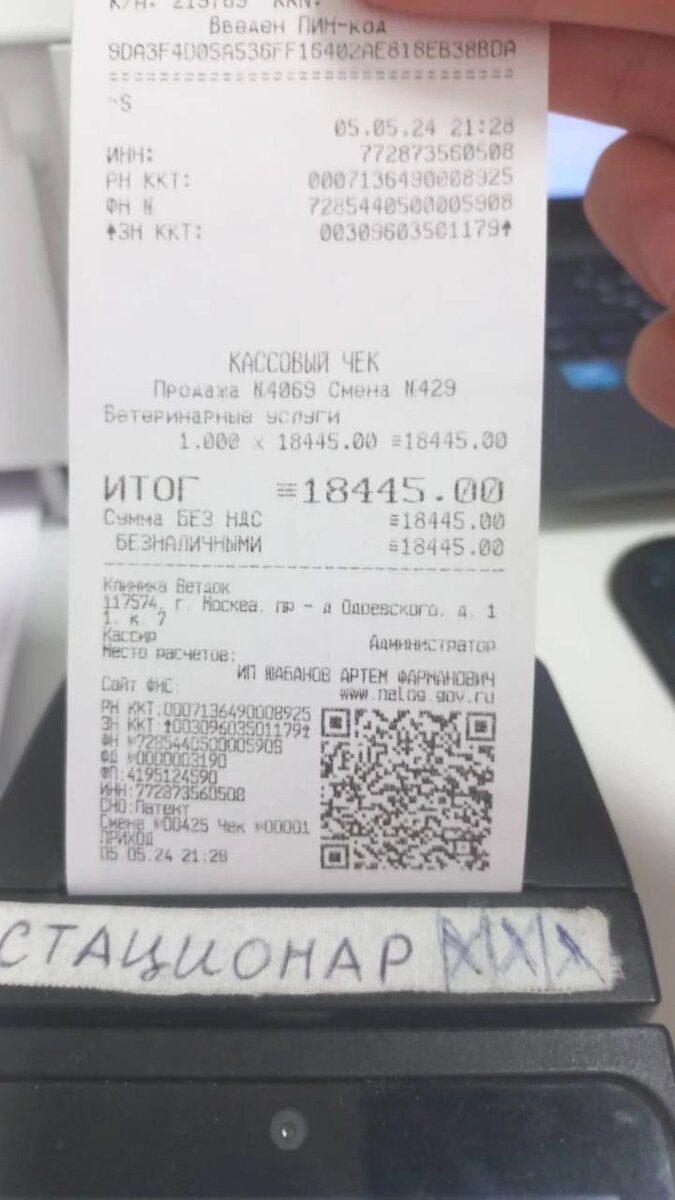 К/Н: 219769 RRN:
Введен ПИН-код
9DA3F4D05A536FF16402AE818EB38BDA
================================
~S
05.05.24 21:28
ИНН: 772873560508
РН ККТ: 0007136490008925
ФН № 7285440500005908
↑ЗН ККТ: 00309603501179↑
КАССОВЫЙ ЧЕК
Продажа №4069 Смена №429
Ветеринарные услуги
1.000 x 18445.00 ≡18445.00
ИТОГ ≡18445.00
Сумма БЕЗ НДС ≡18445.00
БЕЗНАЛИЧНЫМИ ≡18445.00
Клиника Ветдок
117574, г. Москва, пр - д Одоевского, д. 1
1. к. 7
Кассир Администратор
Место расчетов:
ИП ШАБАНОВ АРТЕМ ФАРМАНОВИЧ
Сайт ФНС: www.nalog.gov.ru
РН ККТ:0007136490008925
ЗН ККТ:↑00309603501179↑
ФН №7285440500005908
ФД №0000003190
ФП:4195124590
ИНН:772873560508
СНО:Патент
Смена №00425 Чек №00001
ПРИХОД
05.05.24 21:28
СТАЦИОНАР